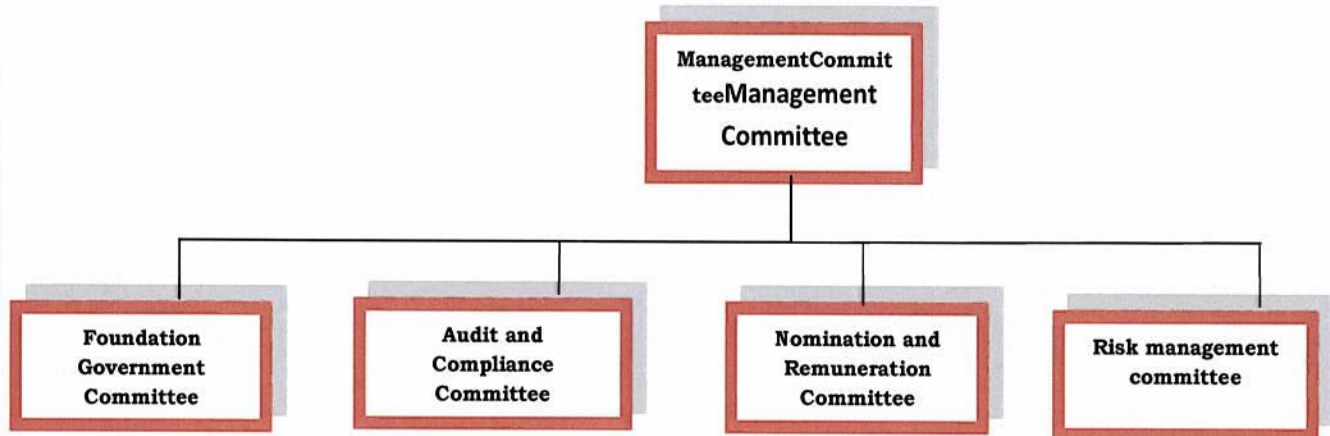 ManagementCommit
teeManagement
Committee
Foundation
Government
Committee
Audit and
Compliance
Committee
Nomination and
Remuneration
Committee
Risk management
committee